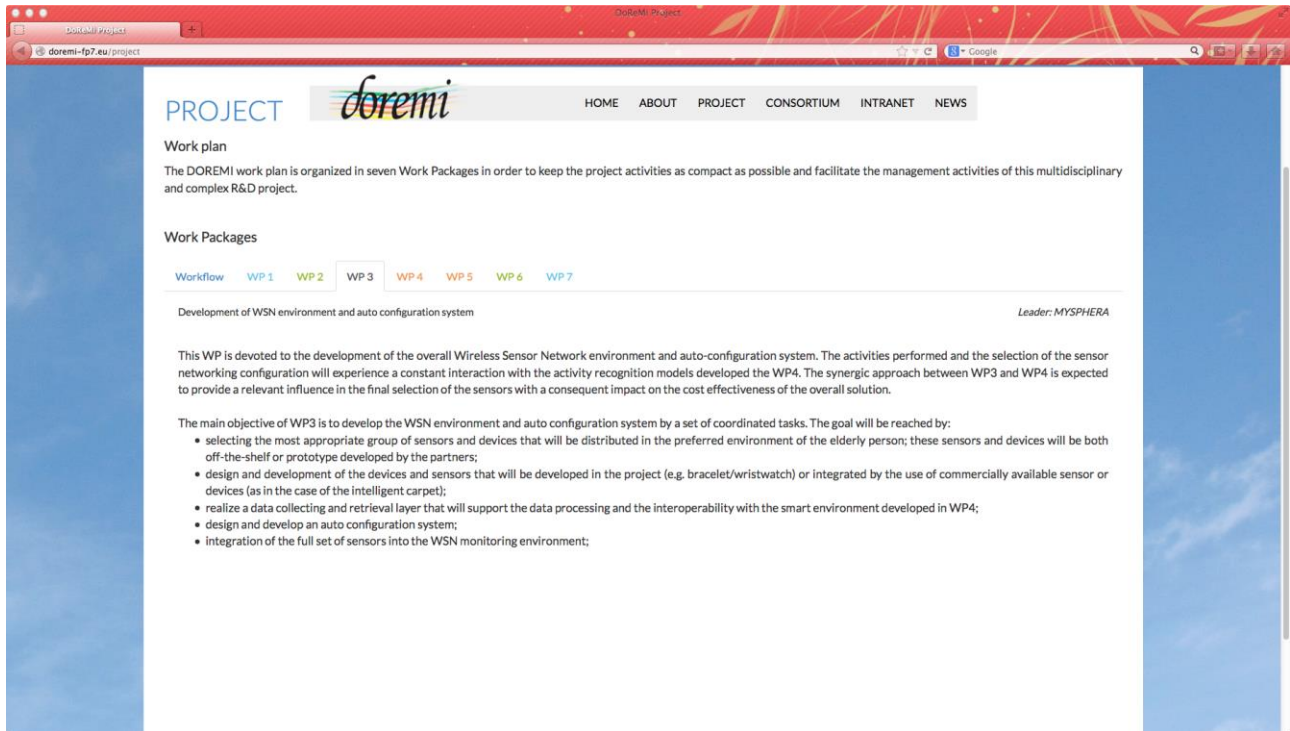 DoReMi Project
DoReMi Project
doremi-fp7.eu/project
Google
PROJECT
doremi
HOME ABOUT PROJECT CONSORTIUM INTRANET NEWS
Work plan
The DOREMI work plan is organized in seven Work Packages in order to keep the project activities as compact as possible and facilitate the management activities of this multidisciplinary
and complex R&D project.
Work Packages
Workflow WP 1 WP 2 WP 3 WP 4 WP 5 WP 6 WP 7
Development of WSN environment and auto configuration system Leader: MYSPHERA
This WP is devoted to the development of the overall Wireless Sensor Network environment and auto-configuration system. The activities performed and the selection of the sensor
networking configuration will experience a constant interaction with the activity recognition models developed the WP4. The synergic approach between WP3 and WP4 is expected
to provide a relevant influence in the final selection of the sensors with a consequent impact on the cost effectiveness of the overall solution.
The main objective of WP3 is to develop the WSN environment and auto configuration system by a set of coordinated tasks. The goal will be reached by:
• selecting the most appropriate group of sensors and devices that will be distributed in the preferred environment of the elderly person; these sensors and devices will be both
off-the-shelf or prototype developed by the partners;
• design and development of the devices and sensors that will be developed in the project (e.g. bracelet/wristwatch) or integrated by the use of commercially available sensor or
devices (as in the case of the intelligent carpet);
• realize a data collecting and retrieval layer that will support the data processing and the interoperability with the smart environment developed in WP4;
• design and develop an auto configuration system;
• integration of the full set of sensors into the WSN monitoring environment;